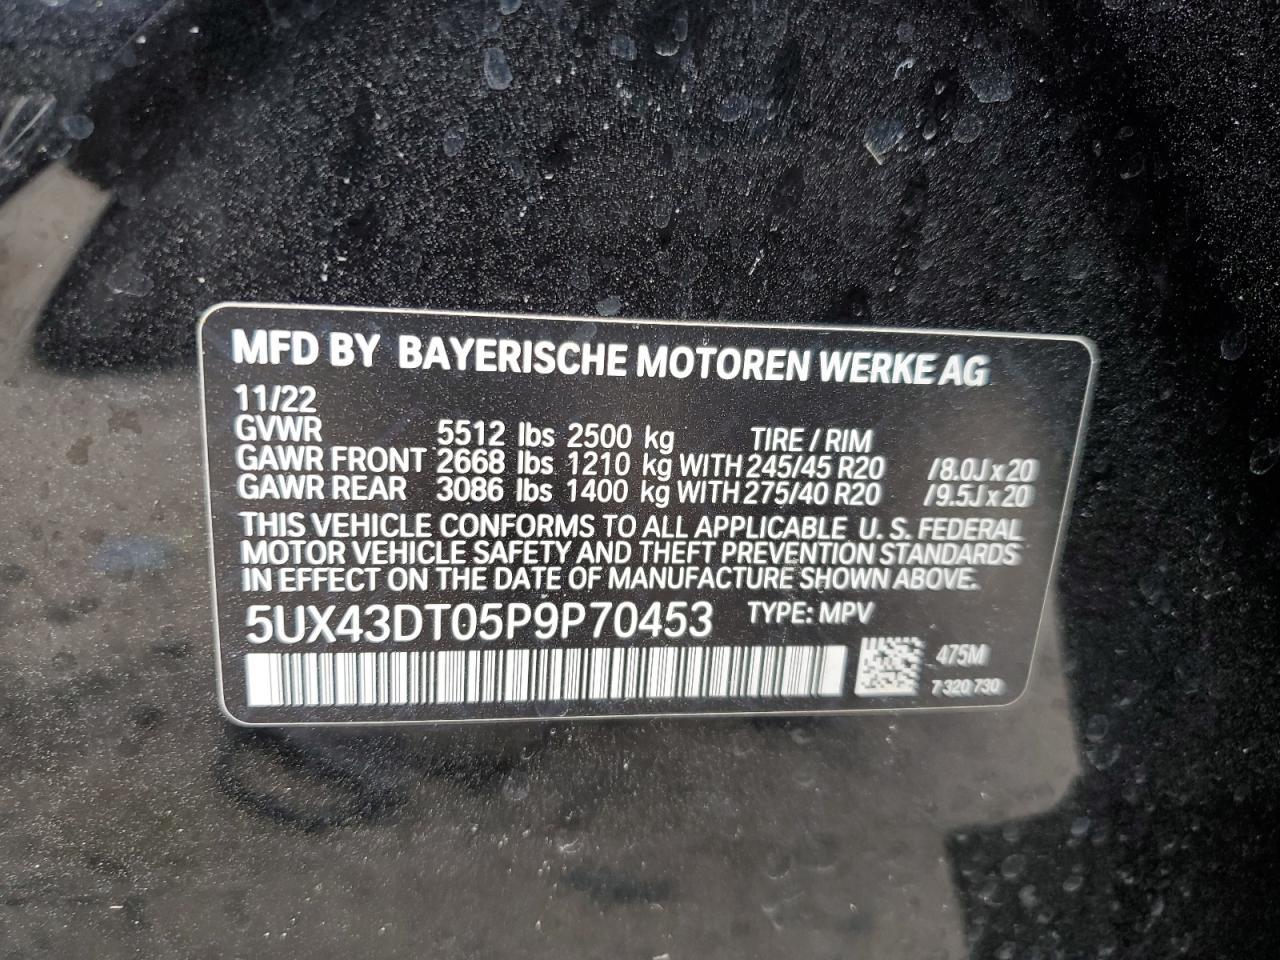 MFD BY BAYERISCHE MOTOREN WERKE AG
11/22
GVWR 5512 lbs 2500 kg TIRE / RIM
GAWR FRONT 2668 lbs 1210 kg WITH 245/45 R20 /8.0J x 20
GAWR REAR 3086 lbs 1400 kg WITH 275/40 R20 /9.5J x 20
THIS VEHICLE CONFORMS TO ALL APPLICABLE U. S. FEDERAL
MOTOR VEHICLE SAFETY AND THEFT PREVENTION STANDARDS
IN EFFECT ON THE DATE OF MANUFACTURE SHOWN ABOVE.
5UX43DT05P9P70453 TYPE: MPV
475M
7 320 730